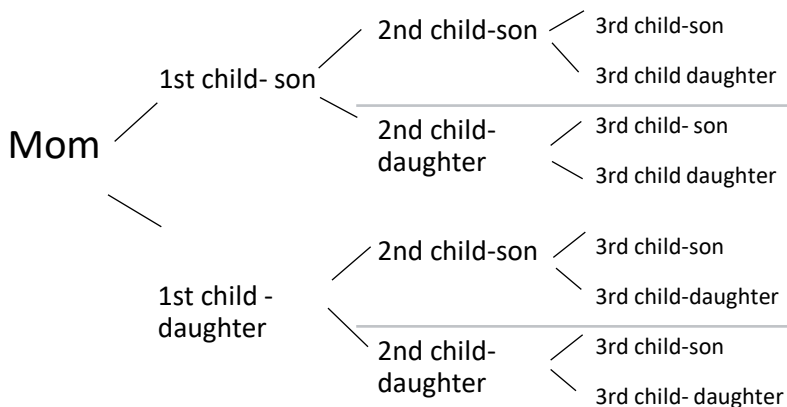 2nd child-son
3rd child-son
3rd child daughter
1st child- son
2nd child-
daughter
3rd child- son
3rd child daughter
Mom
2nd child-son
3rd child-son
3rd child-daughter
1st child -
daughter
2nd child-
daughter
3rd child-son
3rd child- daughter